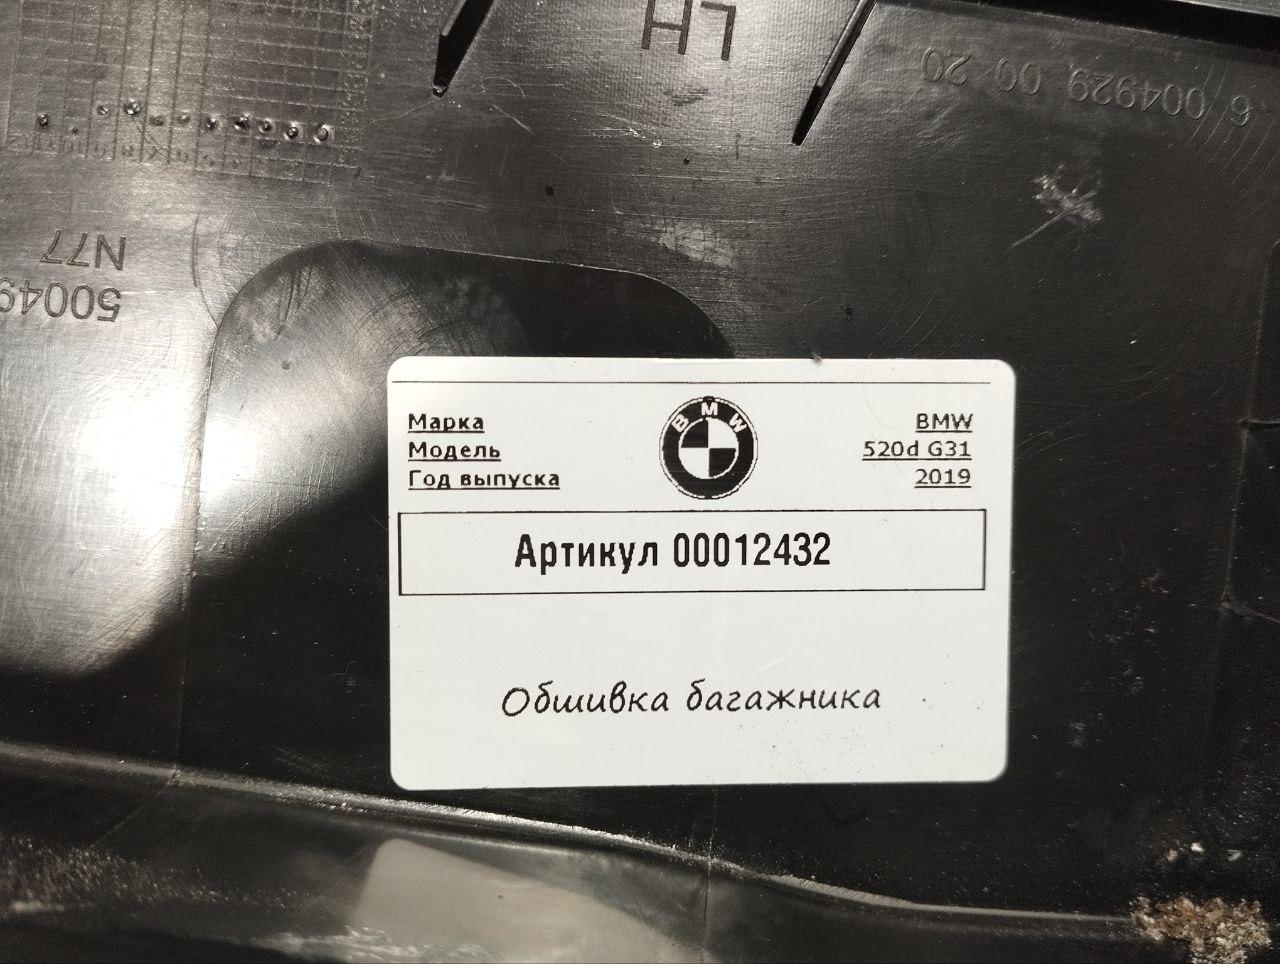 LH
6 004929 00 20
N77
50049
Марка BMW
Модель 520d G31
Год выпуска 2019
BMW
Артикул 00012432
Обшивка багажника